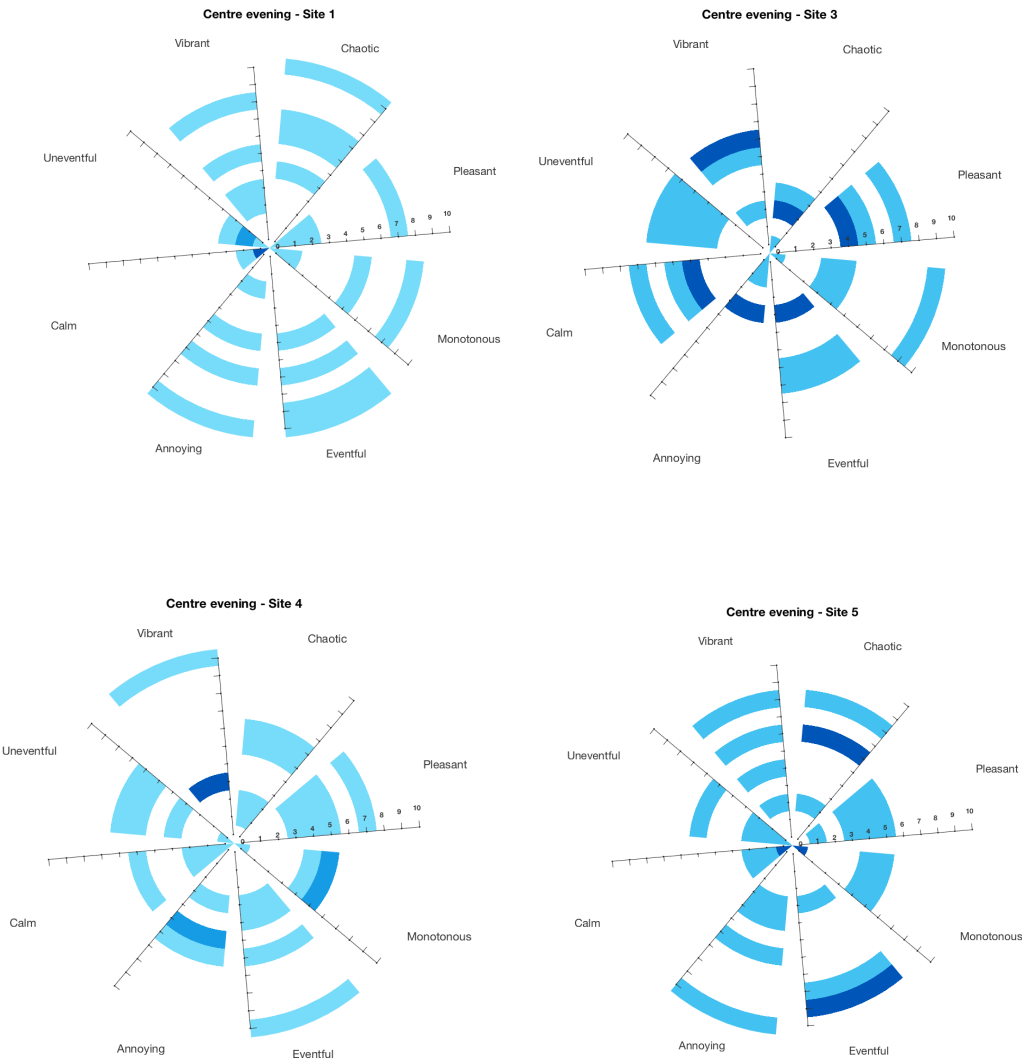 Centre evening - Site 1
Vibrant
Chaotic
Uneventful
Pleasant
0 1 2 3 4 5 6 7 8 9 10
Calm
Monotonous
Annoying
Eventful
Centre evening - Site 3
Vibrant
Chaotic
Uneventful
Pleasant
0 1 2 3 4 5 6 7 8 9 10
Calm
Monotonous
Annoying
Eventful
Centre evening - Site 4
Vibrant
Chaotic
Uneventful
Pleasant
0 1 2 3 4 5 6 7 8 9 10
Calm
Monotonous
Annoying
Eventful
Centre evening - Site 5
Vibrant
Chaotic
Uneventful
Pleasant
0 1 2 3 4 5 6 7 8 9 10
Calm
Monotonous
Annoying
Eventful